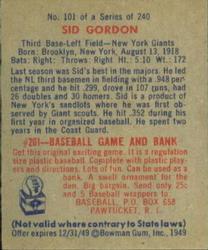 No. 101 of a Series of 240
SID GORDON
Third Base-Left Field—New York Giants
Born: Brooklyn, New York, August 13, 1918
Bats: Right: Throws: Right: Ht.: 5:10 Wt.: 172
Last season was Sid's best in the majors. He led
the NL third basemen in fielding with a .948 per-
centage and he hit .299, drove in 107 runs, and
had 26 doubles and 30 homers. Sid is a product
of New York's sandlots where he was first ob-
served by Giant scouts. He hit .352 during his
first year in organized baseball. He spent two
years in the Coast Guard.
#201—BASEBALL GAME AND BANK
Get this original exciting game. It is a regulation
size plastic baseball. Complete with plastic play-
ers and directions. Lots of fun. Can be used as a
bank. A swell ornament for the
den. Big bargain. Send only 25c
and 5 Baseball wrappers to
BASEBALL, P.O. BOX 658
PAWTUCKET, R. I.
(Not valid where contrary to State laws)
Offer expires 12/31/49 ©Bowman Gum, Inc., 1949